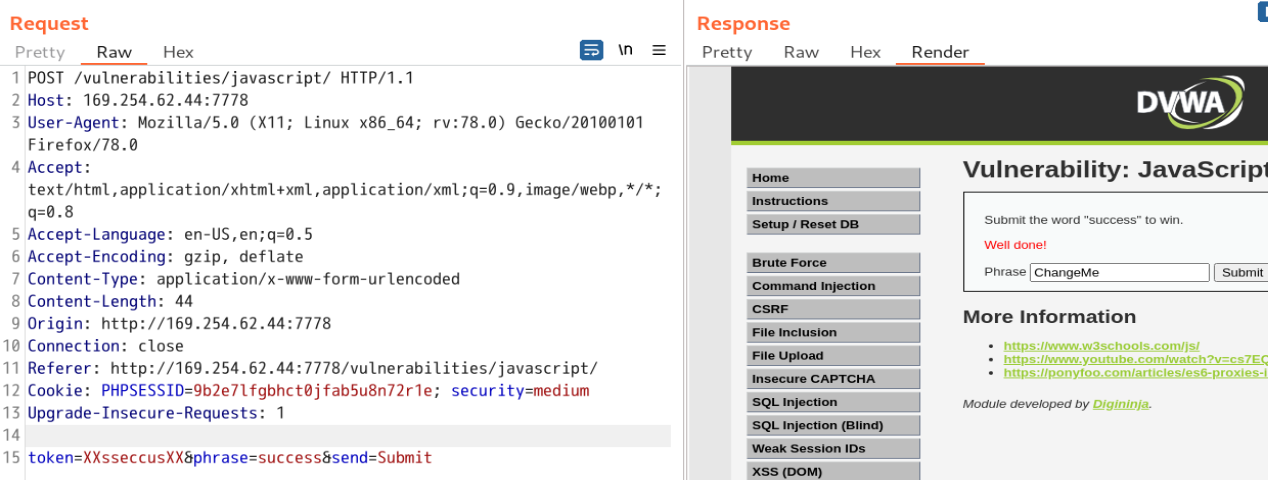 Request
Pretty Raw Hex \n
1 POST /vulnerabilities/javascript/ HTTP/1.1
2 Host: 169.254.62.44:7778
3 User-Agent: Mozilla/5.0 (X11; Linux x86_64; rv:78.0) Gecko/20100101
Firefox/78.0
4 Accept:
text/html,application/xhtml+xml,application/xml;q=0.9,image/webp,*/*;
q=0.8
5 Accept-Language: en-US,en;q=0.5
6 Accept-Encoding: gzip, deflate
7 Content-Type: application/x-www-form-urlencoded
8 Content-Length: 44
9 Origin: http://169.254.62.44:7778
10 Connection: close
11 Referer: http://169.254.62.44:7778/vulnerabilities/javascript/
12 Cookie: PHPSESSID=9b2e7lfgbhct0jfab5u8n72r1e; security=medium
13 Upgrade-Insecure-Requests: 1
14
15 token=XXsseccusXX&phrase=success&send=Submit
Response
Pretty Raw Hex Render
DVWA
Home
Instructions
Setup / Reset DB
Brute Force
Command Injection
CSRF
File Inclusion
File Upload
Insecure CAPTCHA
SQL Injection
SQL Injection (Blind)
Weak Session IDs
XSS (DOM)
Vulnerability: JavaScript
Submit the word "success" to win.
Well done!
Phrase ChangeMe Submit
More Information
https://www.w3schools.com/js/
https://www.youtube.com/watch?v=cs7EQ
https://ponyfoo.com/articles/es6-proxies-i
Module developed by Digininja.